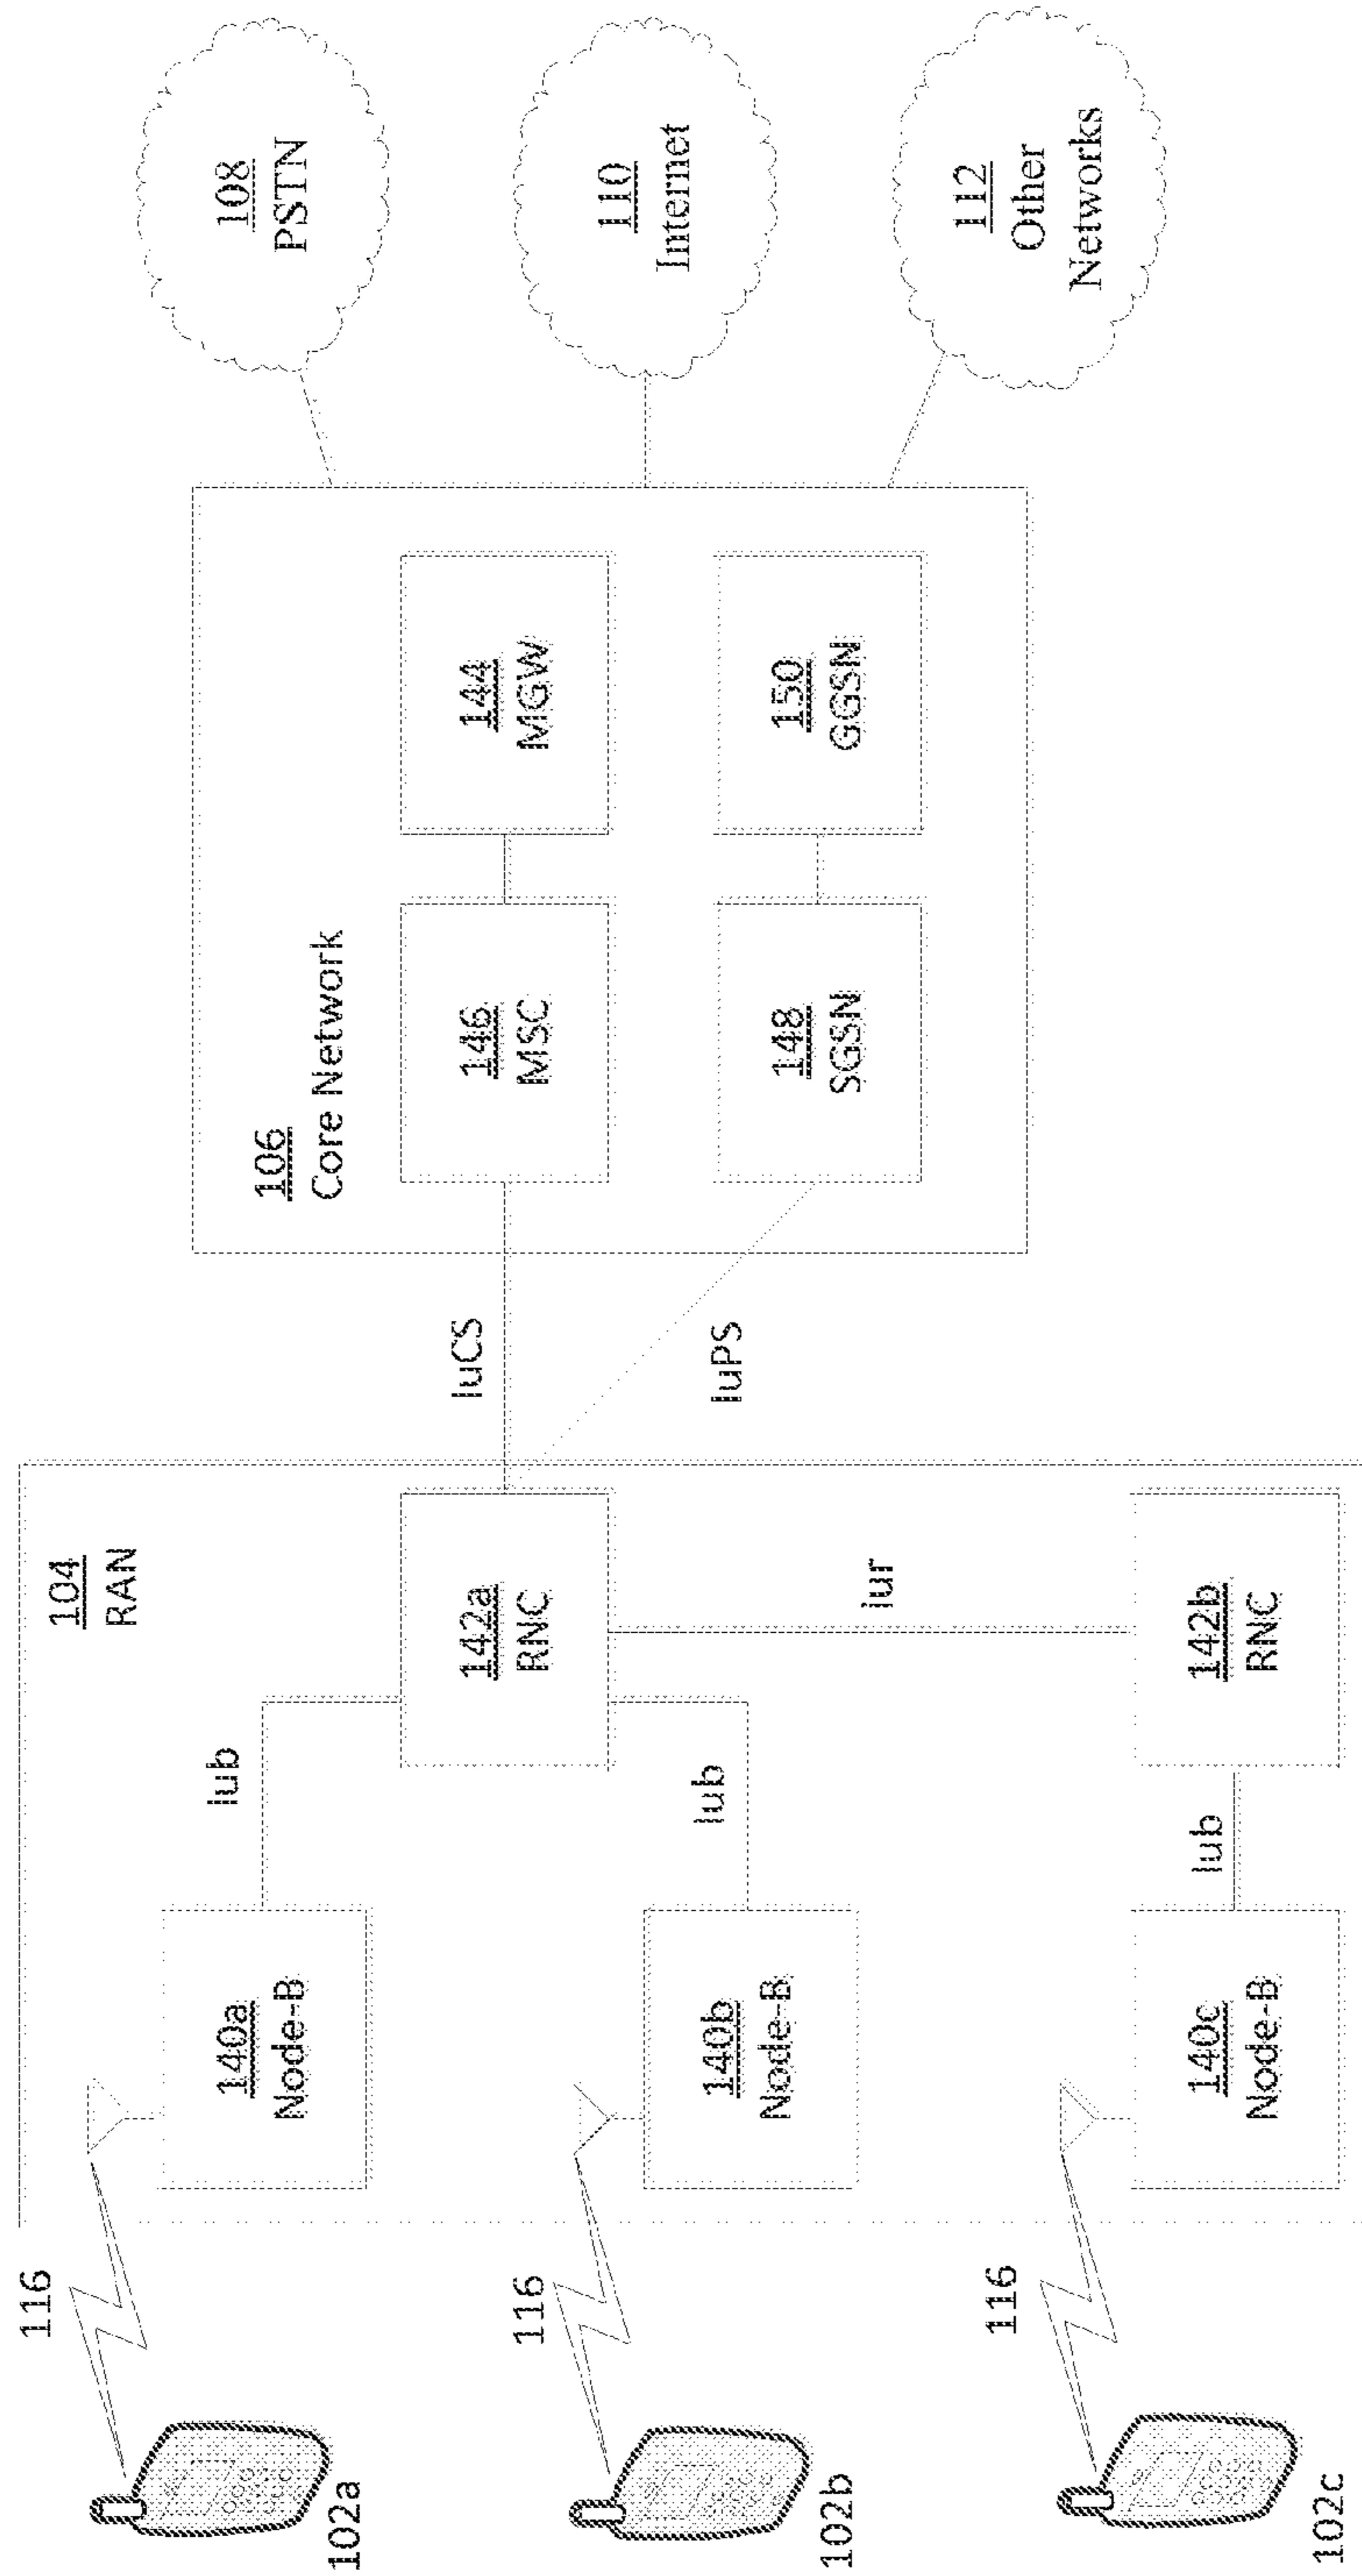 116
102a
116
102b
116
102c
104
RAN
140a
Node-B
Iub
140b
Node-B
Iub
142a
RNC
iur
140c
Node-B
Iub
142b
RNC
IuCS
IuPS
106
Core Network
146
MSC
144
MGW
148
SGSN
150
GGSN
108
PSTN
110
Internet
112
Other
Networks